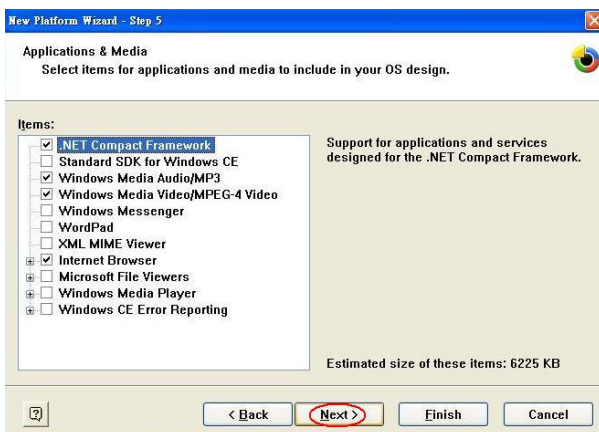 New Platform Wizard - Step 5
Applications & Media
Select items for applications and media to include in your OS design.
Items:
.NET Compact Framework
Standard SDK for Windows CE
Windows Media Audio/MP3
Windows Media Video/MPEG-4 Video
Windows Messenger
WordPad
XML MIME Viewer
Internet Browser
Microsoft File Viewers
Windows Media Player
Windows CE Error Reporting
Support for applications and services
designed for the .NET Compact Framework.
Estimated size of these items: 6225 KB
?
< Back
Next >
Finish
Cancel